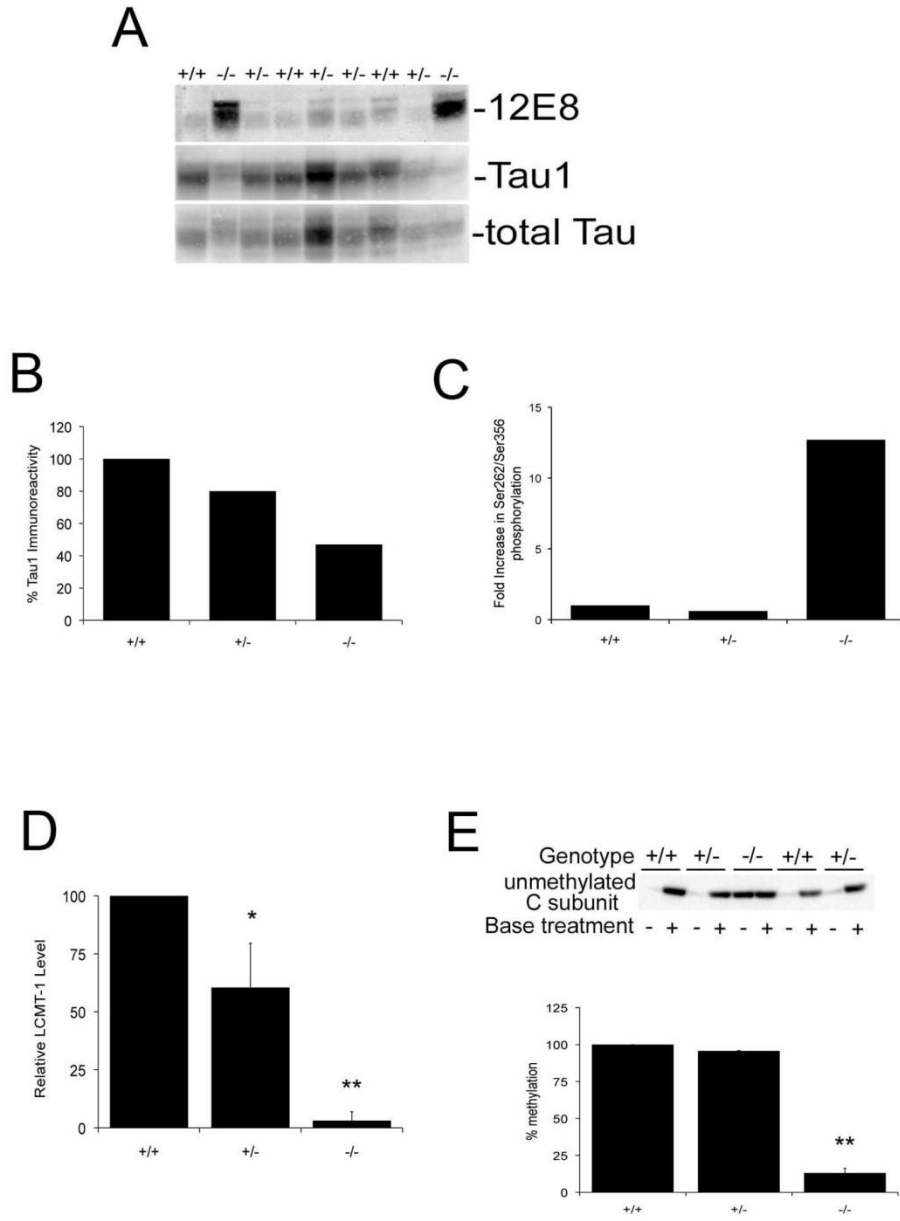 A
+/+ -/- +/- +/+ +/- +/- +/+ +/- -/-
-12E8
-Tau1
-total Tau
B
% Tau1 Immunoreactivity
120
100
80
60
40
20
0
+/+ +/- -/-
C
Fold Increase in Ser262/Ser356
phosphorylation
15
10
5
0
+/+ +/- -/-
D
Relative LCMT-1 Level
100
75
50
25
0
*
**
+/+ +/- -/-
E
Genotype +/+ +/- -/- +/+ +/-
unmethylated
C subunit
Base treatment - + - + - + - + - +
% methylation
125
100
75
50
25
0
**
+/+ +/- -/-